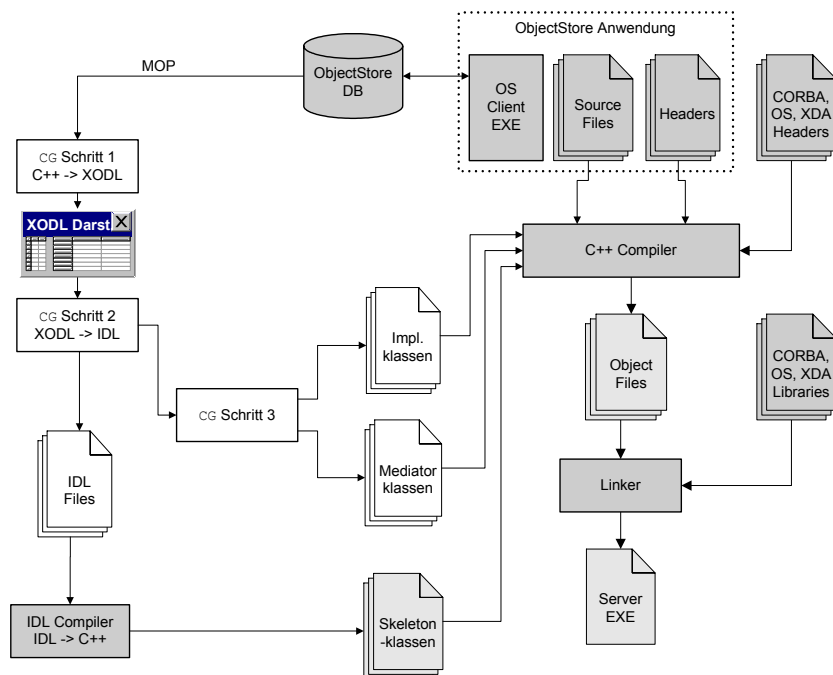 ObjectStore Anwendung
MOP
ObjectStore
DB
OS
Client
EXE
Source
Files
Headers
CORBA,
OS, XDA
Headers
CG Schritt 1
C++ -> XODL
XODL Darst.
X
C++ Compiler
CG Schritt 2
XODL -> IDL
Impl.
klassen
Object
Files
CORBA,
OS, XDA
Libraries
CG Schritt 3
IDL
Files
Mediator
klassen
Linker
Server
EXE
IDL Compiler
IDL -> C++
Skeleton
-klassen